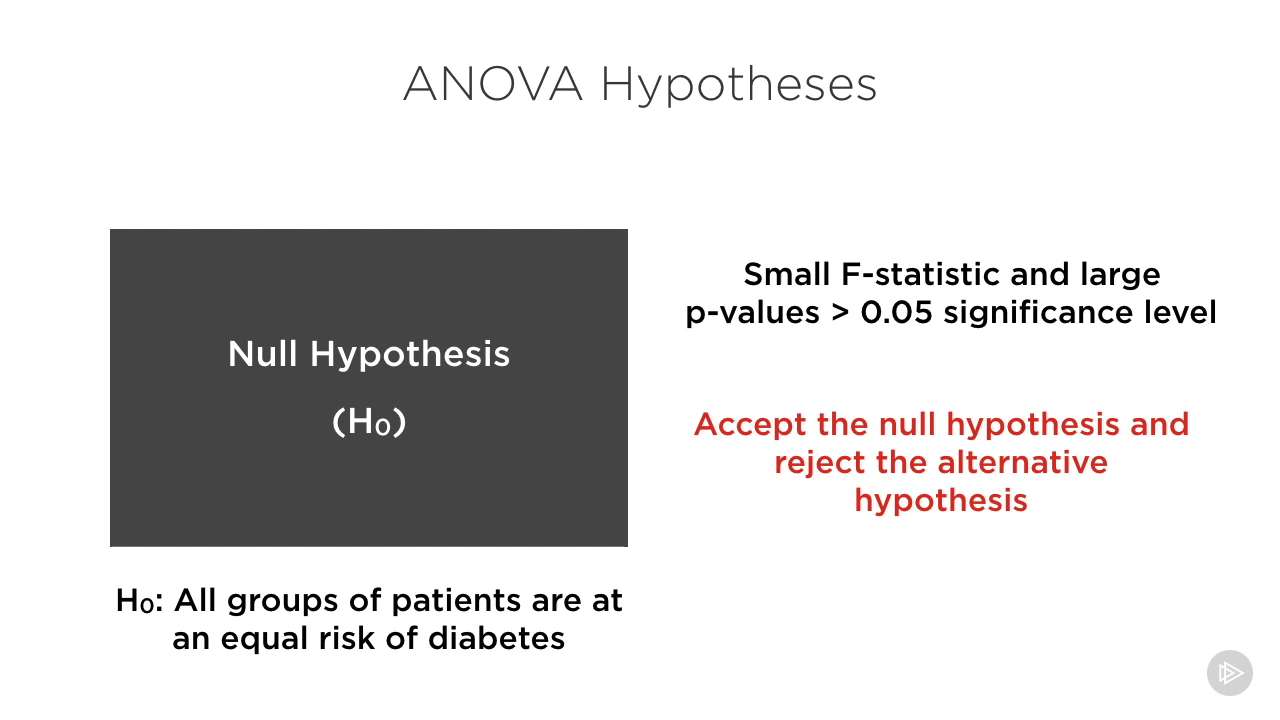 ANOVA Hypotheses
Null Hypothesis
(H₀)
H₀: All groups of patients are at
an equal risk of diabetes
Small F-statistic and large
p-values > 0.05 significance level
Accept the null hypothesis and
reject the alternative
hypothesis